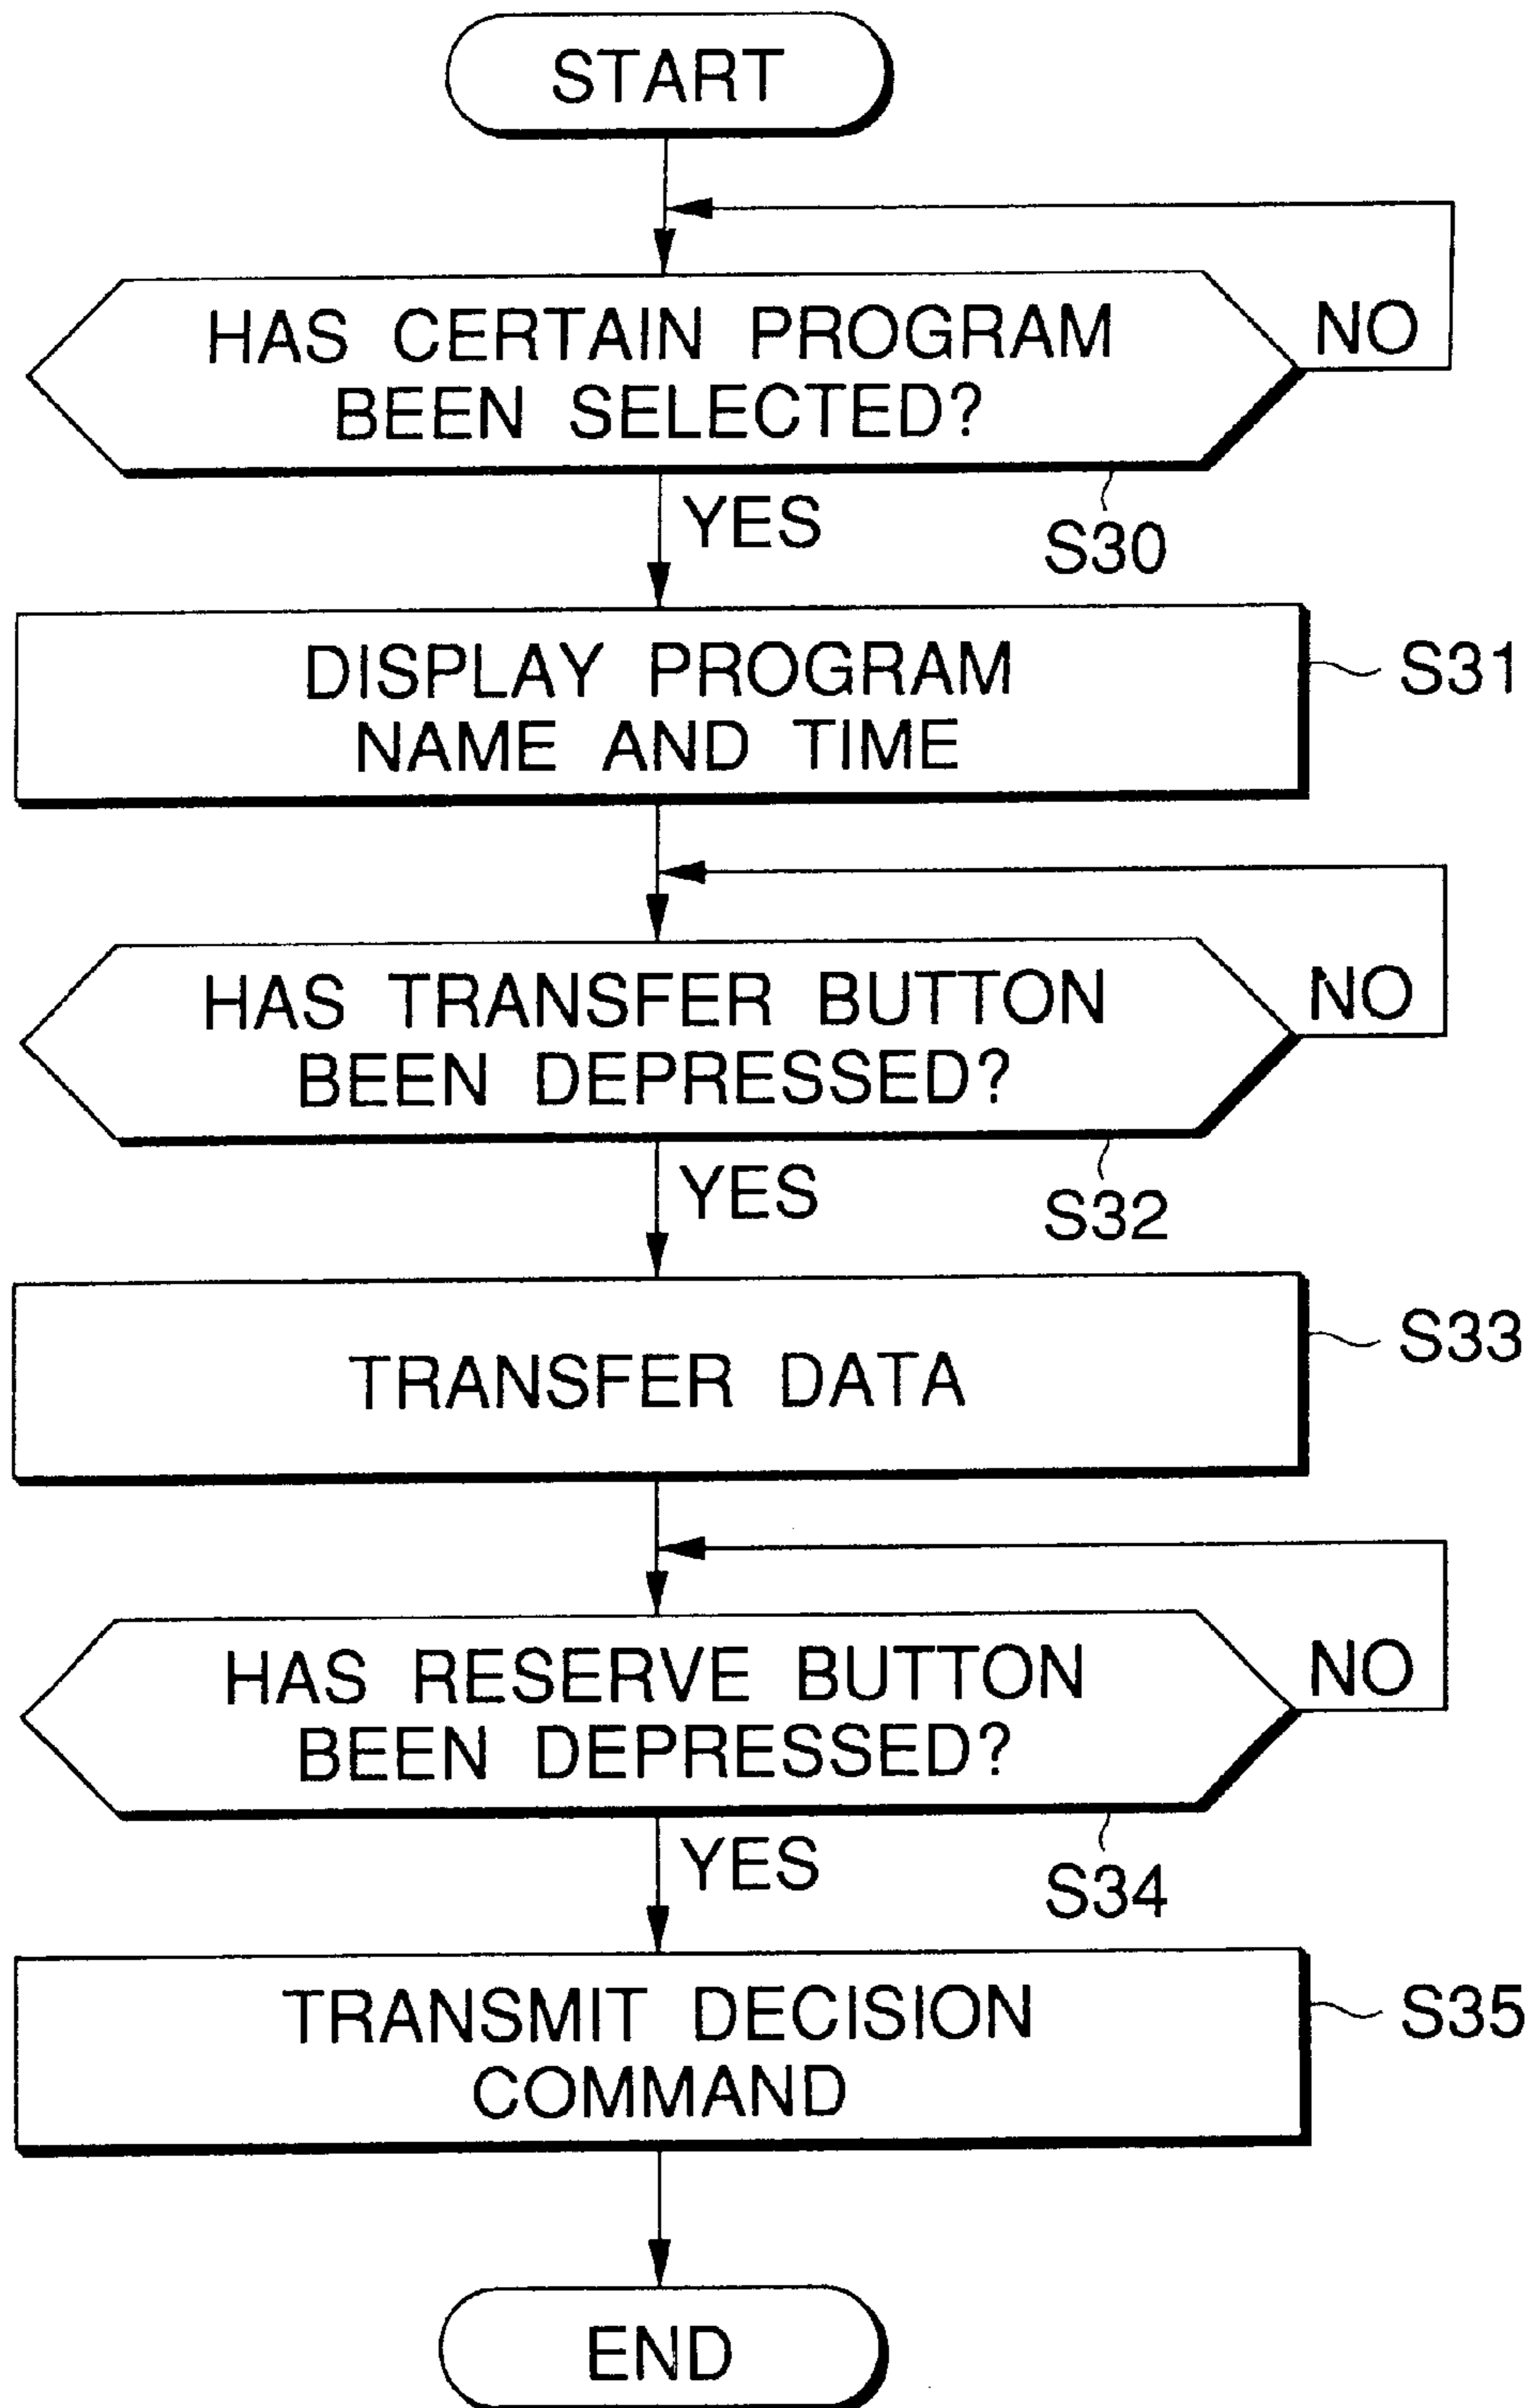 START
HAS CERTAIN PROGRAM
BEEN SELECTED?
NO
YES
S30
DISPLAY PROGRAM
NAME AND TIME
S31
HAS TRANSFER BUTTON
BEEN DEPRESSED?
NO
YES
S32
TRANSFER DATA
S33
HAS RESERVE BUTTON
BEEN DEPRESSED?
NO
YES
S34
TRANSMIT DECISION
COMMAND
S35
END